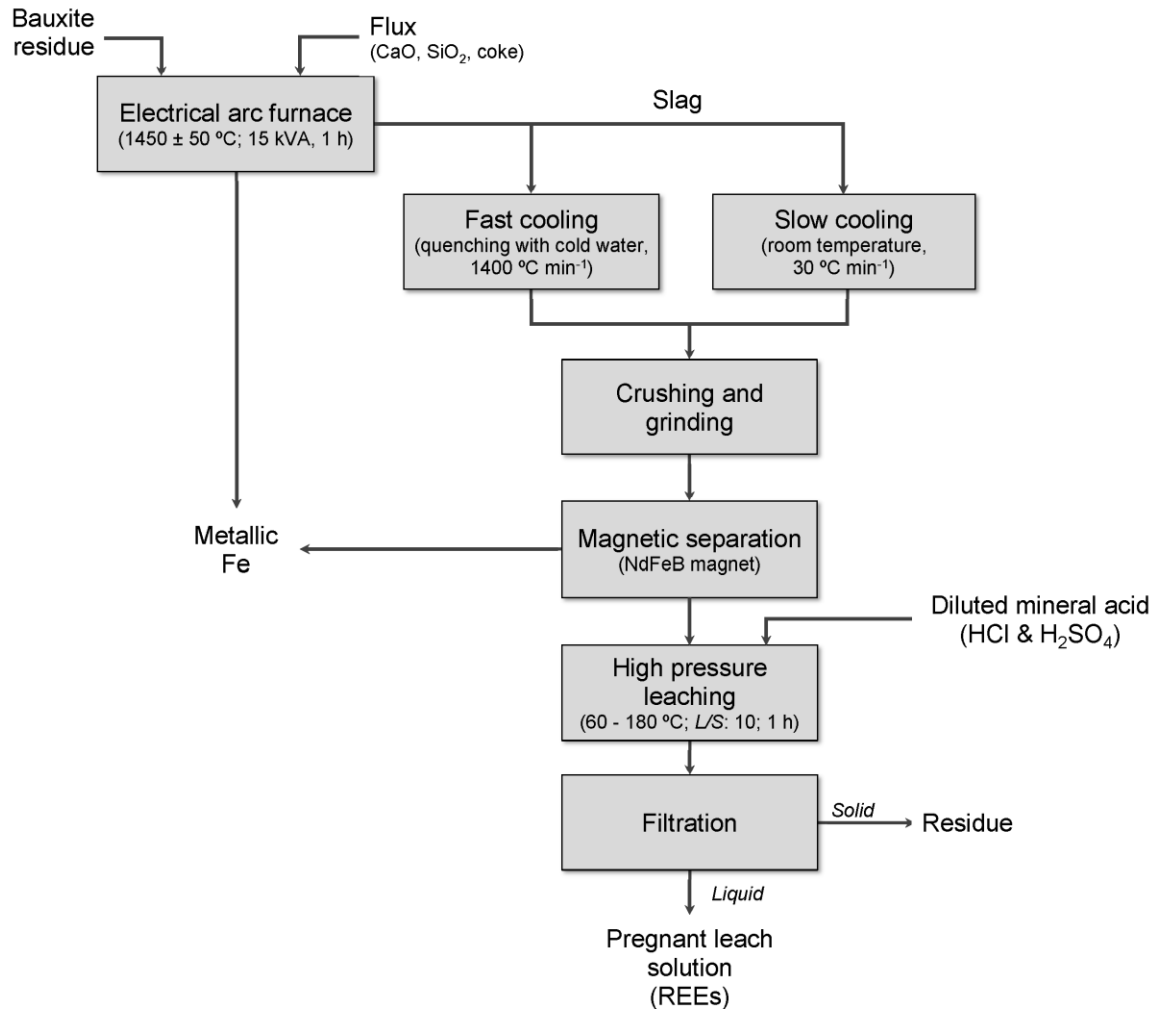 Bauxite
residue
Flux
(CaO, SiO₂, coke)
Electrical arc furnace
(1450 ± 50 ºC; 15 kVA, 1 h)
Slag
Fast cooling
(quenching with cold water,
1400 ºC min⁻¹)
Slow cooling
(room temperature,
30 ºC min⁻¹)
Crushing and
grinding
Metallic
Fe
Magnetic separation
(NdFeB magnet)
Diluted mineral acid
(HCl & H₂SO₄)
High pressure
leaching
(60 - 180 ºC; L/S: 10; 1 h)
Filtration
Solid
Residue
Liquid
Pregnant leach
solution
(REEs)